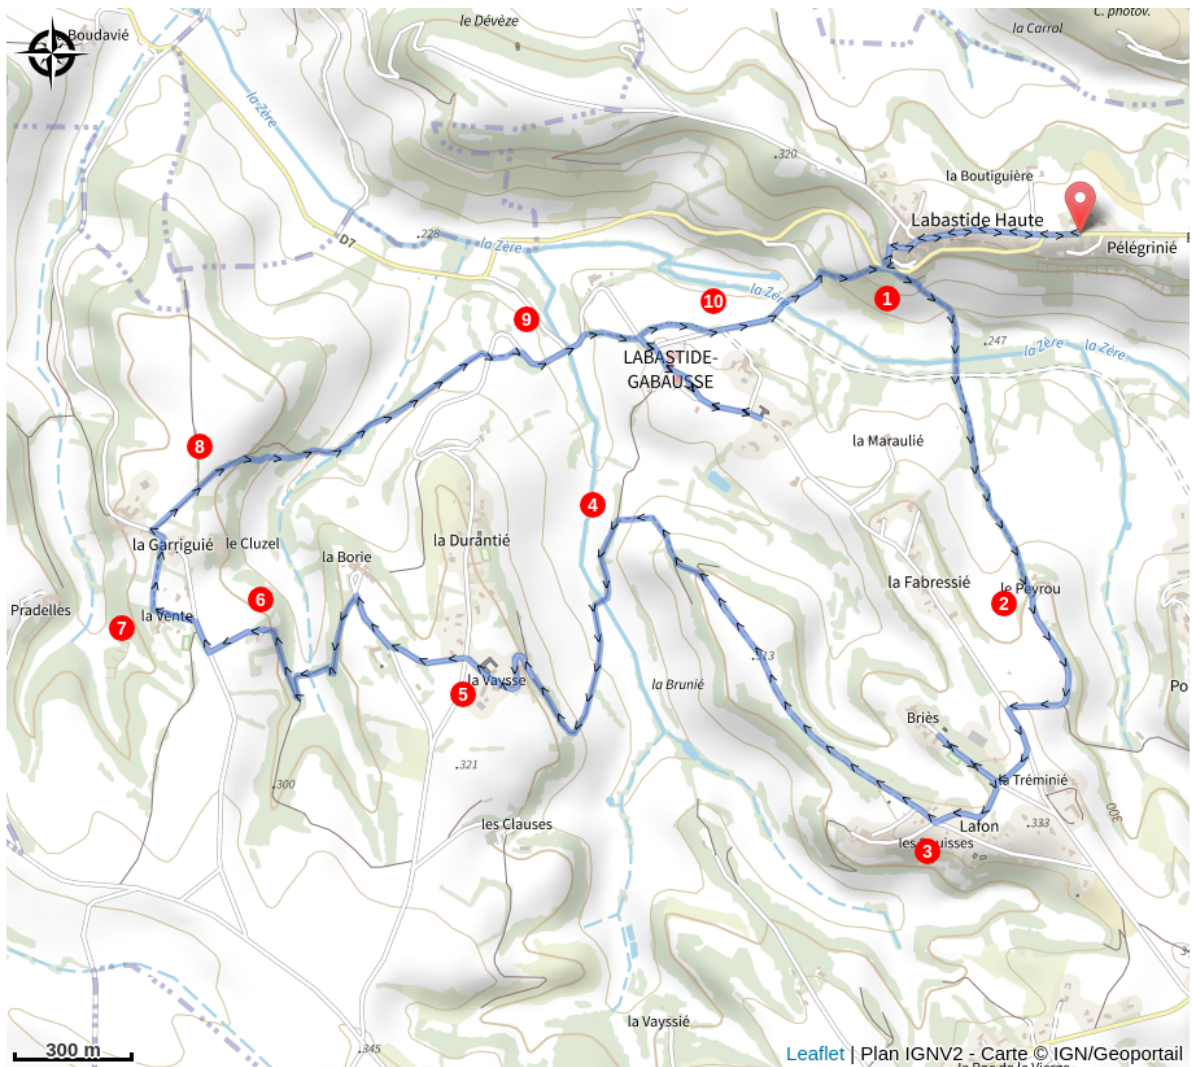 le Dévèze
C. photov.
la Carral
Boudavié
la Zère
.320
la Boutiguière
Labastide Haute
Pélégrinié
D7
.228
la Zère
la Zère
1
10
9
.247
la Zère
la Zère
LABASTIDE-
GABAUSSE
8
la Maraulié
4
la Garriguié
le Cluzel
la Borie
la Durantié
la Fabressié
le Peyrou
2
Pradelles
6
la Vente
7
.313
la Vaysse
5
la Brunié
Po
Briès
.321
.300
la Tréminié
300
les Clauses
Lafon
.333
3
la Vayssié
.345
300 m
Leaflet | Plan IGNV2 - Carte © IGN/Geoportail